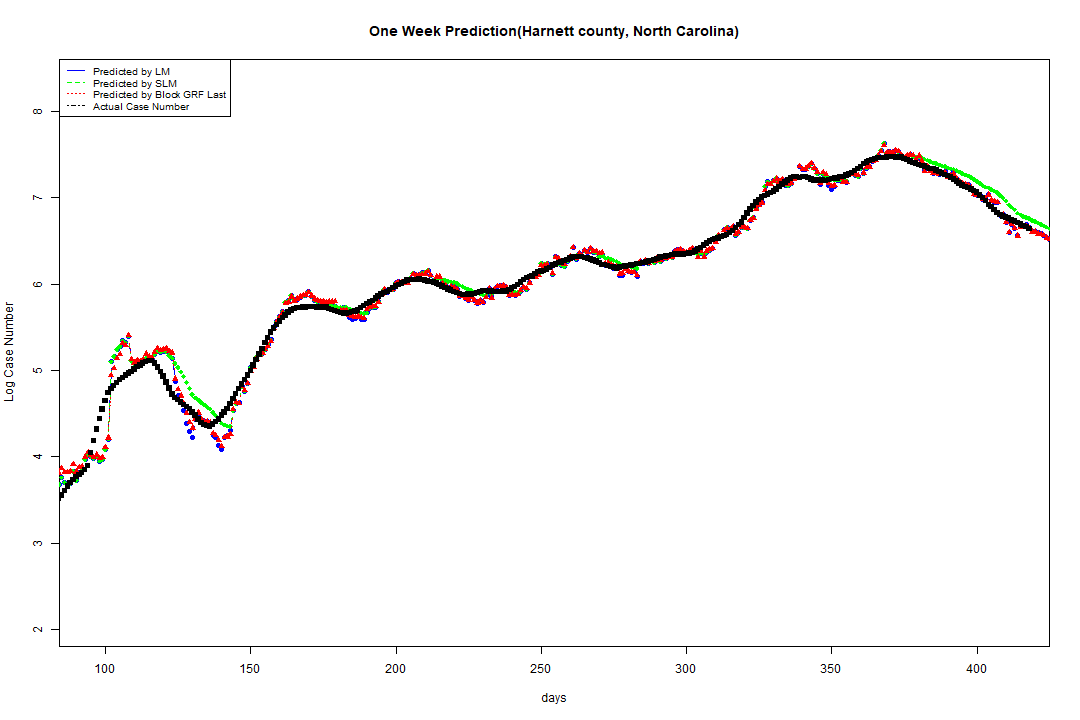 One Week Prediction(Harnett county, North Carolina)
Predicted by LM
Predicted by SLM
Predicted by Block GRF Last
Actual Case Number
8
7
6
5
4
3
2
Log Case Number
100 150 200 250 300 350 400
days